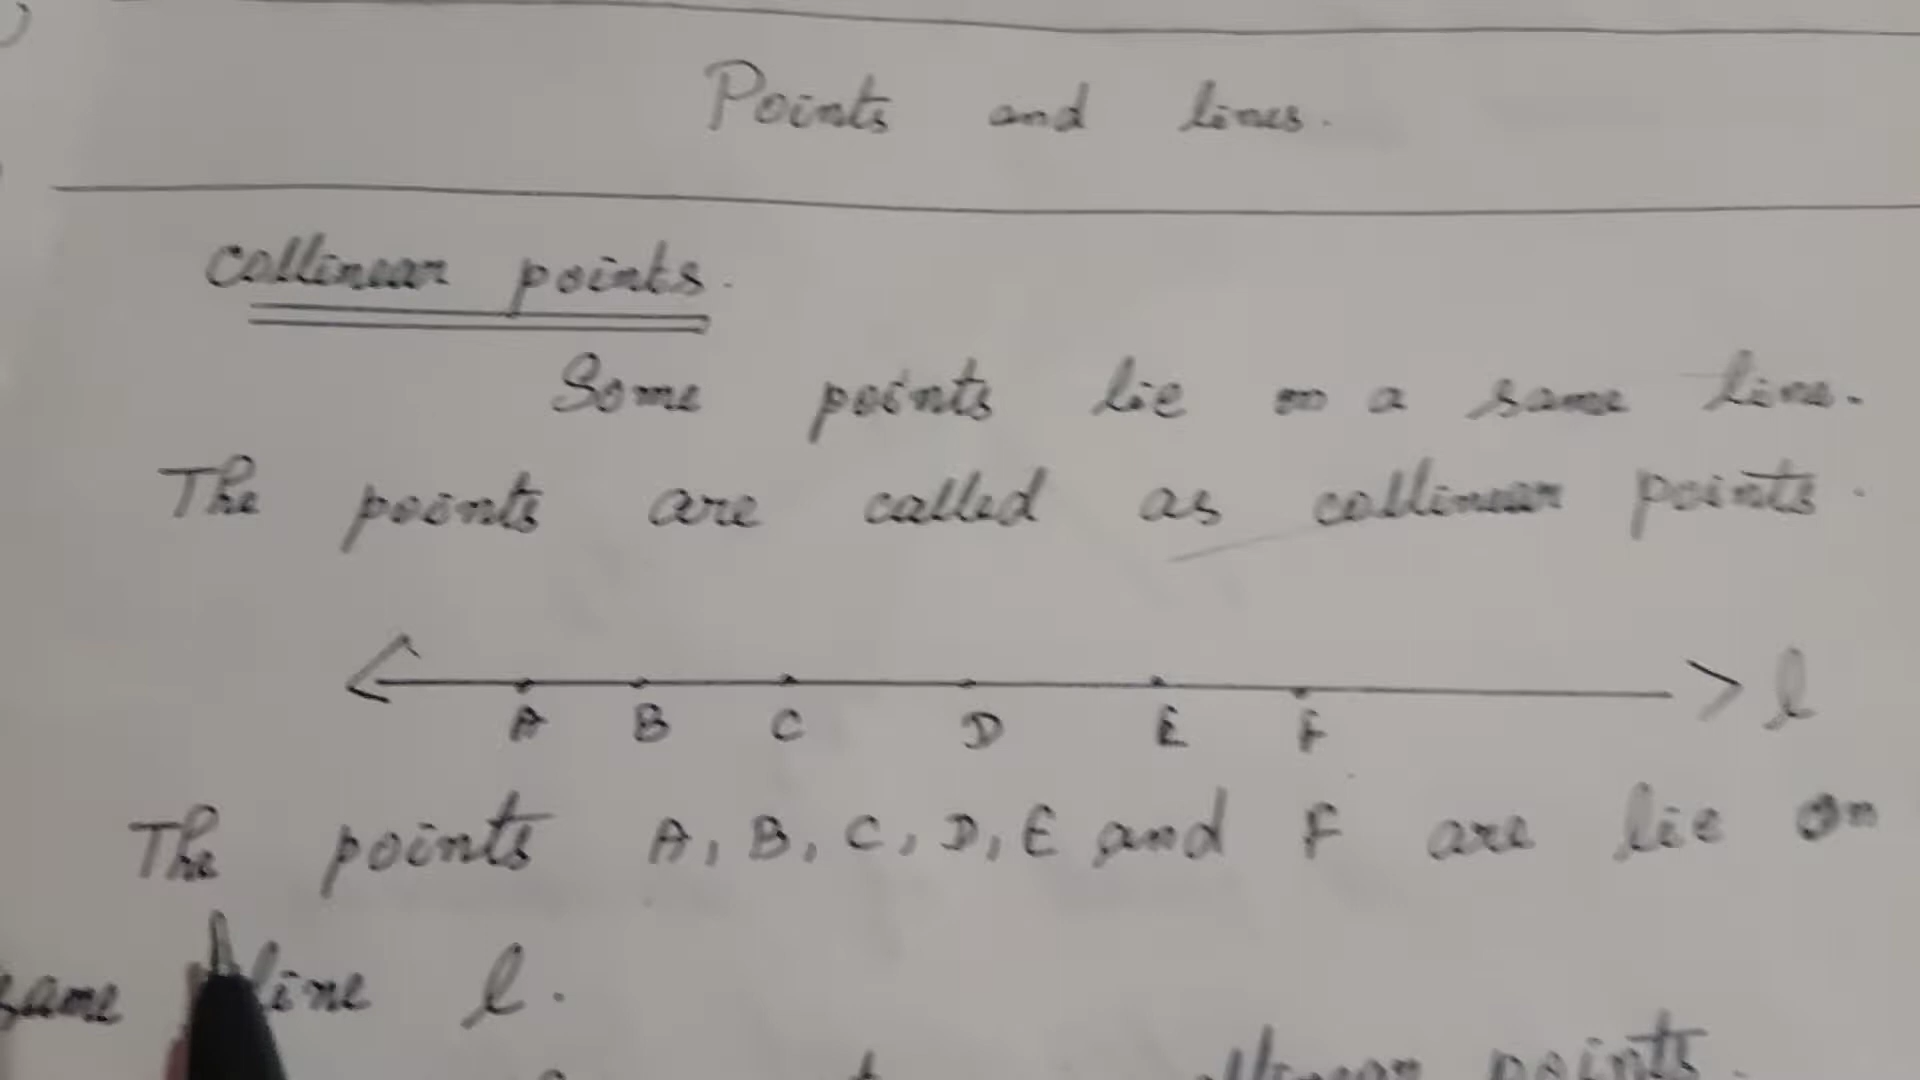 Points and lines.
Collinear points.
Some points lie on a same line.
The points are called as collinear points.
l
A B C D E F
The points A, B, C, D, E and F are lie on
same line l.
points.